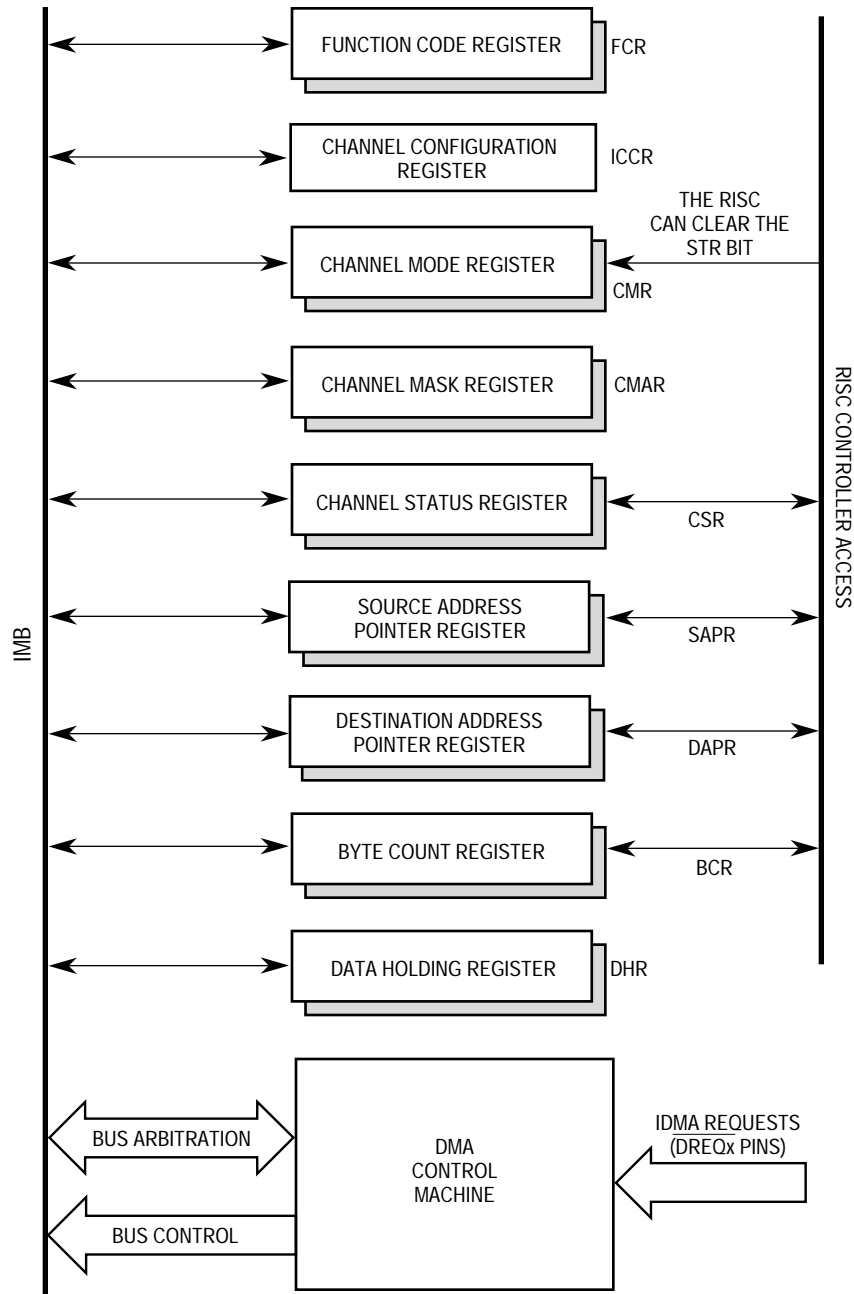 FUNCTION CODE REGISTER
FCR
CHANNEL CONFIGURATION
REGISTER
ICCR
THE RISC
CAN CLEAR THE
STR BIT
CHANNEL MODE REGISTER
CMR
CHANNEL MASK REGISTER
CMAR
CHANNEL STATUS REGISTER
CSR
SOURCE ADDRESS
POINTER REGISTER
SAPR
DESTINATION ADDRESS
POINTER REGISTER
DAPR
BYTE COUNT REGISTER
BCR
DATA HOLDING REGISTER
DHR
IMB
RISC CONTROLLER ACCESS
BUS ARBITRATION
BUS CONTROL
DMA
CONTROL
MACHINE
IDMA REQUESTS
(DREQx PINS)